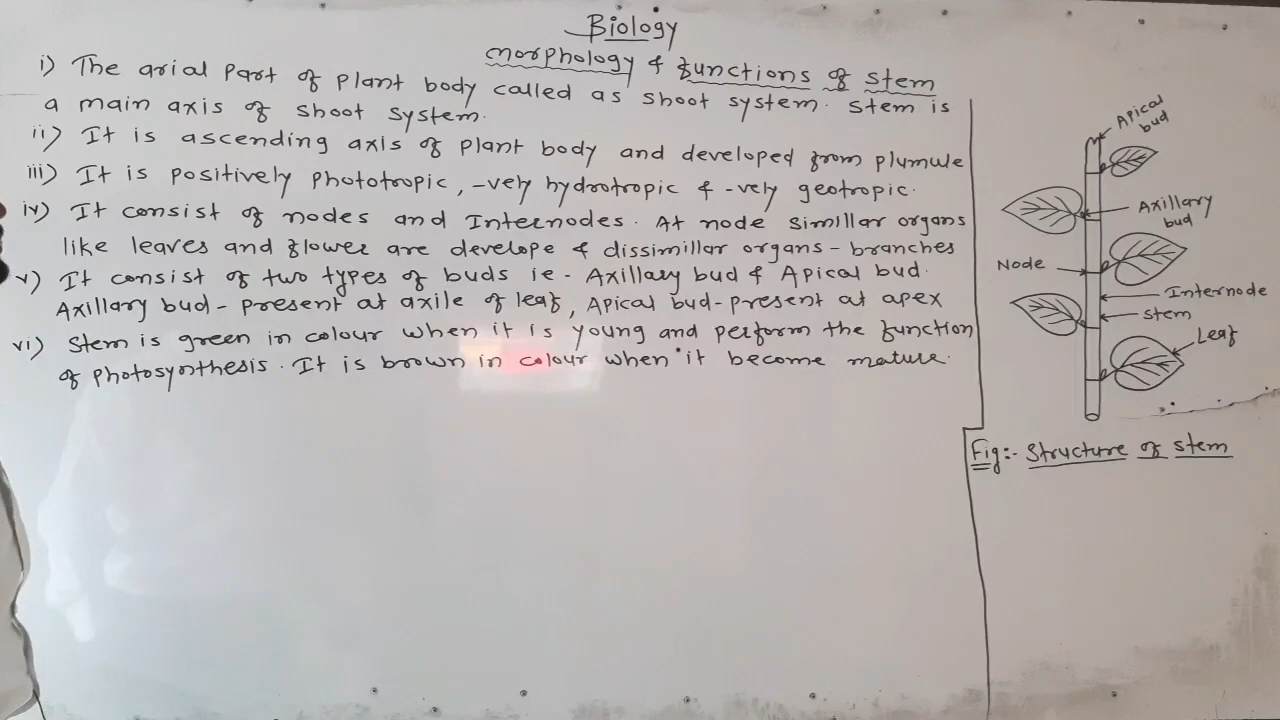 Biology
Morphology & functions of stem
i) The arial part of plant body called as shoot system. Stem is
a main axis of shoot system.
ii) It is ascending axis of plant body and developed from plumule
iii) It is positively phototropic, -vely hydrotropic & -vely geotropic.
iv) It consist of nodes and Internodes. At node simillar organs
like leaves and flower are develope & dissimillar organs - branches
v) It consist of two types of buds ie - Axillary bud & Apical bud.
Axillary bud - present at axile of leaf, Apical bud - present at apex
vi) Stem is green in colour when it is young and perform the function
of photosynthesis. It is brown in colour when it become mature.
Apical
bud
Axillary
bud
Node
Internode
stem
Leaf
Fig:- Structure of stem